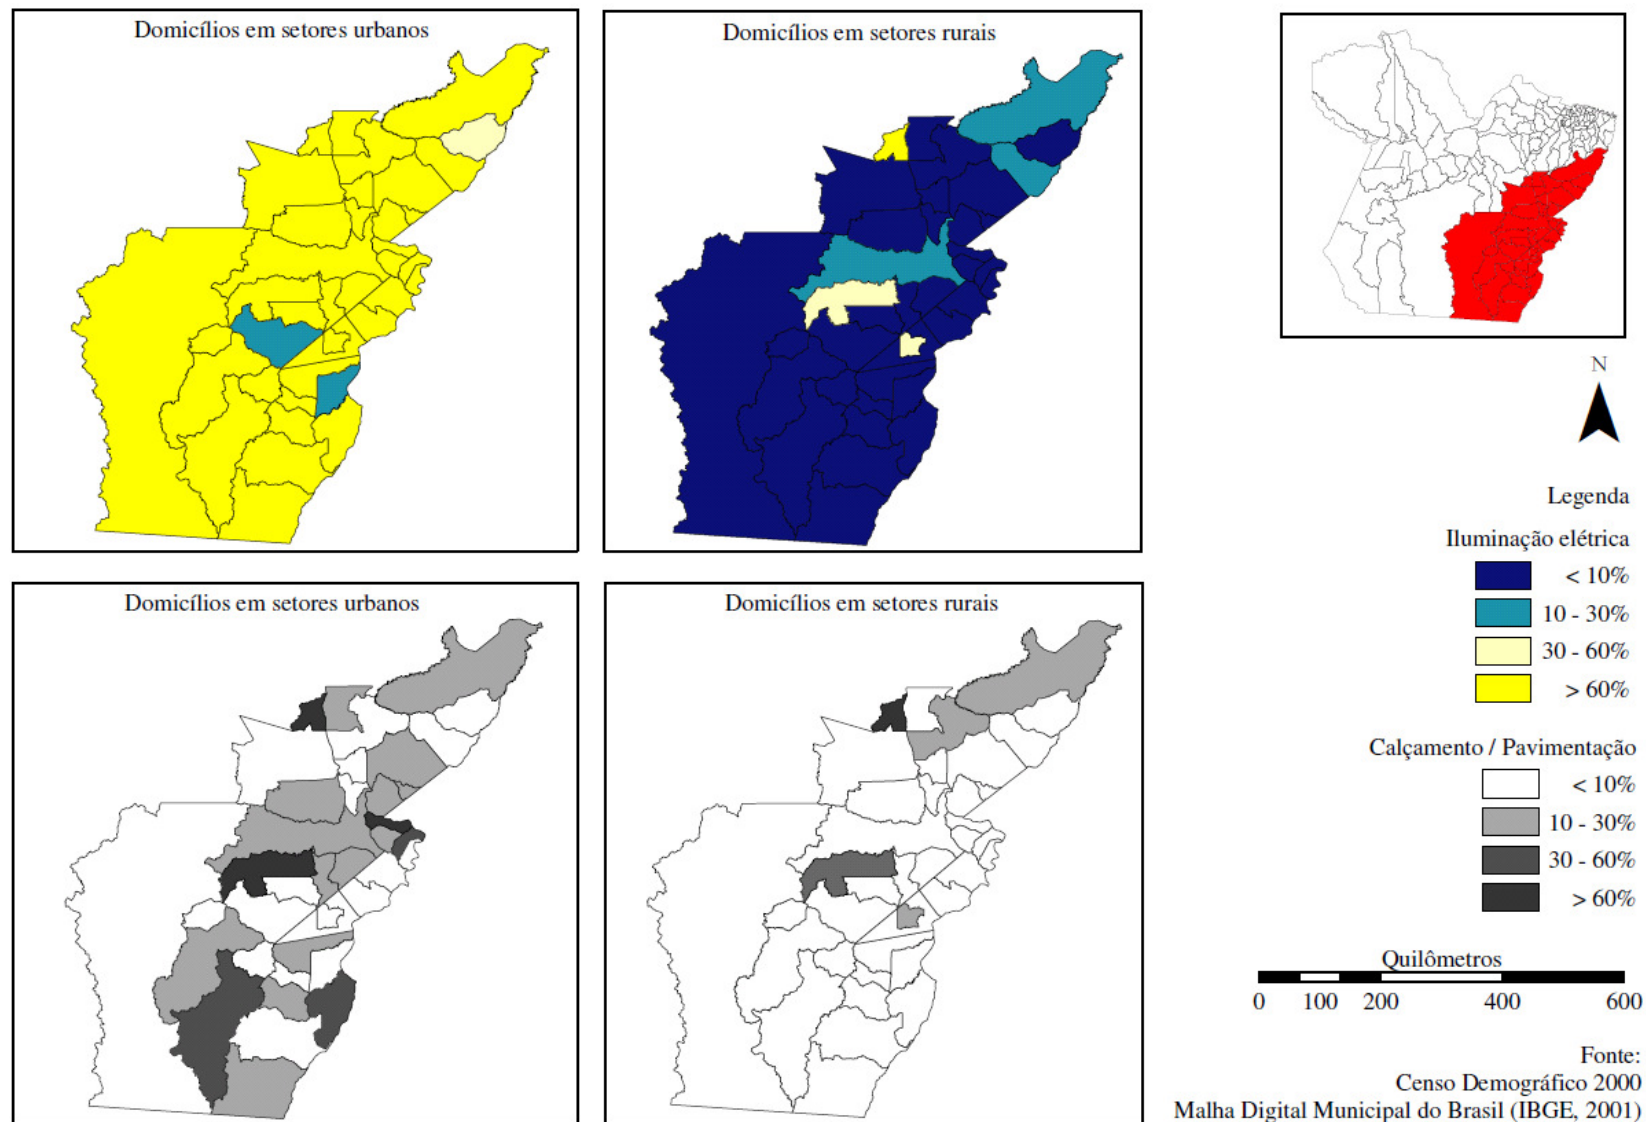 Domicílios em setores urbanos
Domicílios em setores rurais
Domicílios em setores urbanos
Domicílios em setores rurais
N
Legenda
Iluminação elétrica
< 10%
10 - 30%
30 - 60%
> 60%
Calçamento / Pavimentação
< 10%
10 - 30%
30 - 60%
> 60%
Quilômetros
0 100 200 400 600
Fonte:
Censo Demográfico 2000
Malha Digital Municipal do Brasil (IBGE, 2001)